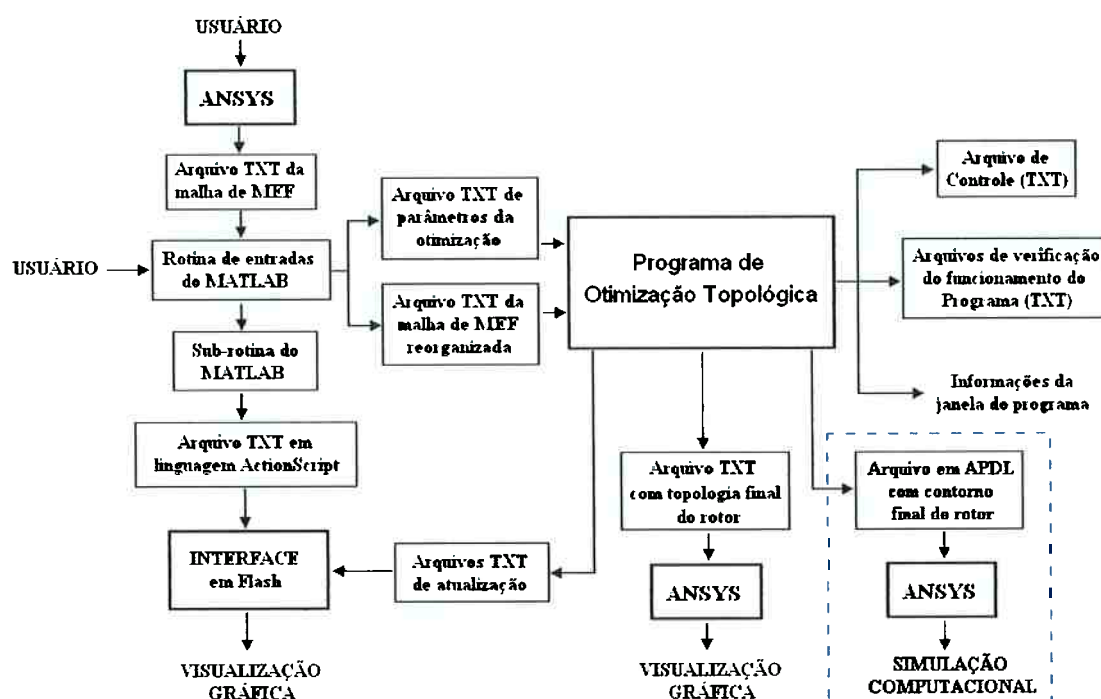 USUÁRIO
ANSYS
Arquivo TXT da
malha de MEF
USUÁRIO
Rotina de entradas
do MATLAB
Sub-rotina do
MATLAB
Arquivo TXT em
linguagem ActionScript
INTERFACE
em Flash
VISUALIZAÇÃO
GRÁFICA
Arquivo TXT de
parâmetros da
otimização
Arquivo TXT da
malha de MEF
reorganizada
Programa de
Otimização Topológica
Arquivos TXT
de atualização
Arquivo TXT
com topologia final
do rotor
ANSYS
VISUALIZAÇÃO
GRÁFICA
Arquivo de
Controle (TXT)
Arquivos de verificação
do funcionamento do
Programa (TXT)
Informações da
janela do programa
Arquivo em APDL
com contorno
final do rotor
ANSYS
SIMULAÇÃO
COMPUTACIONAL